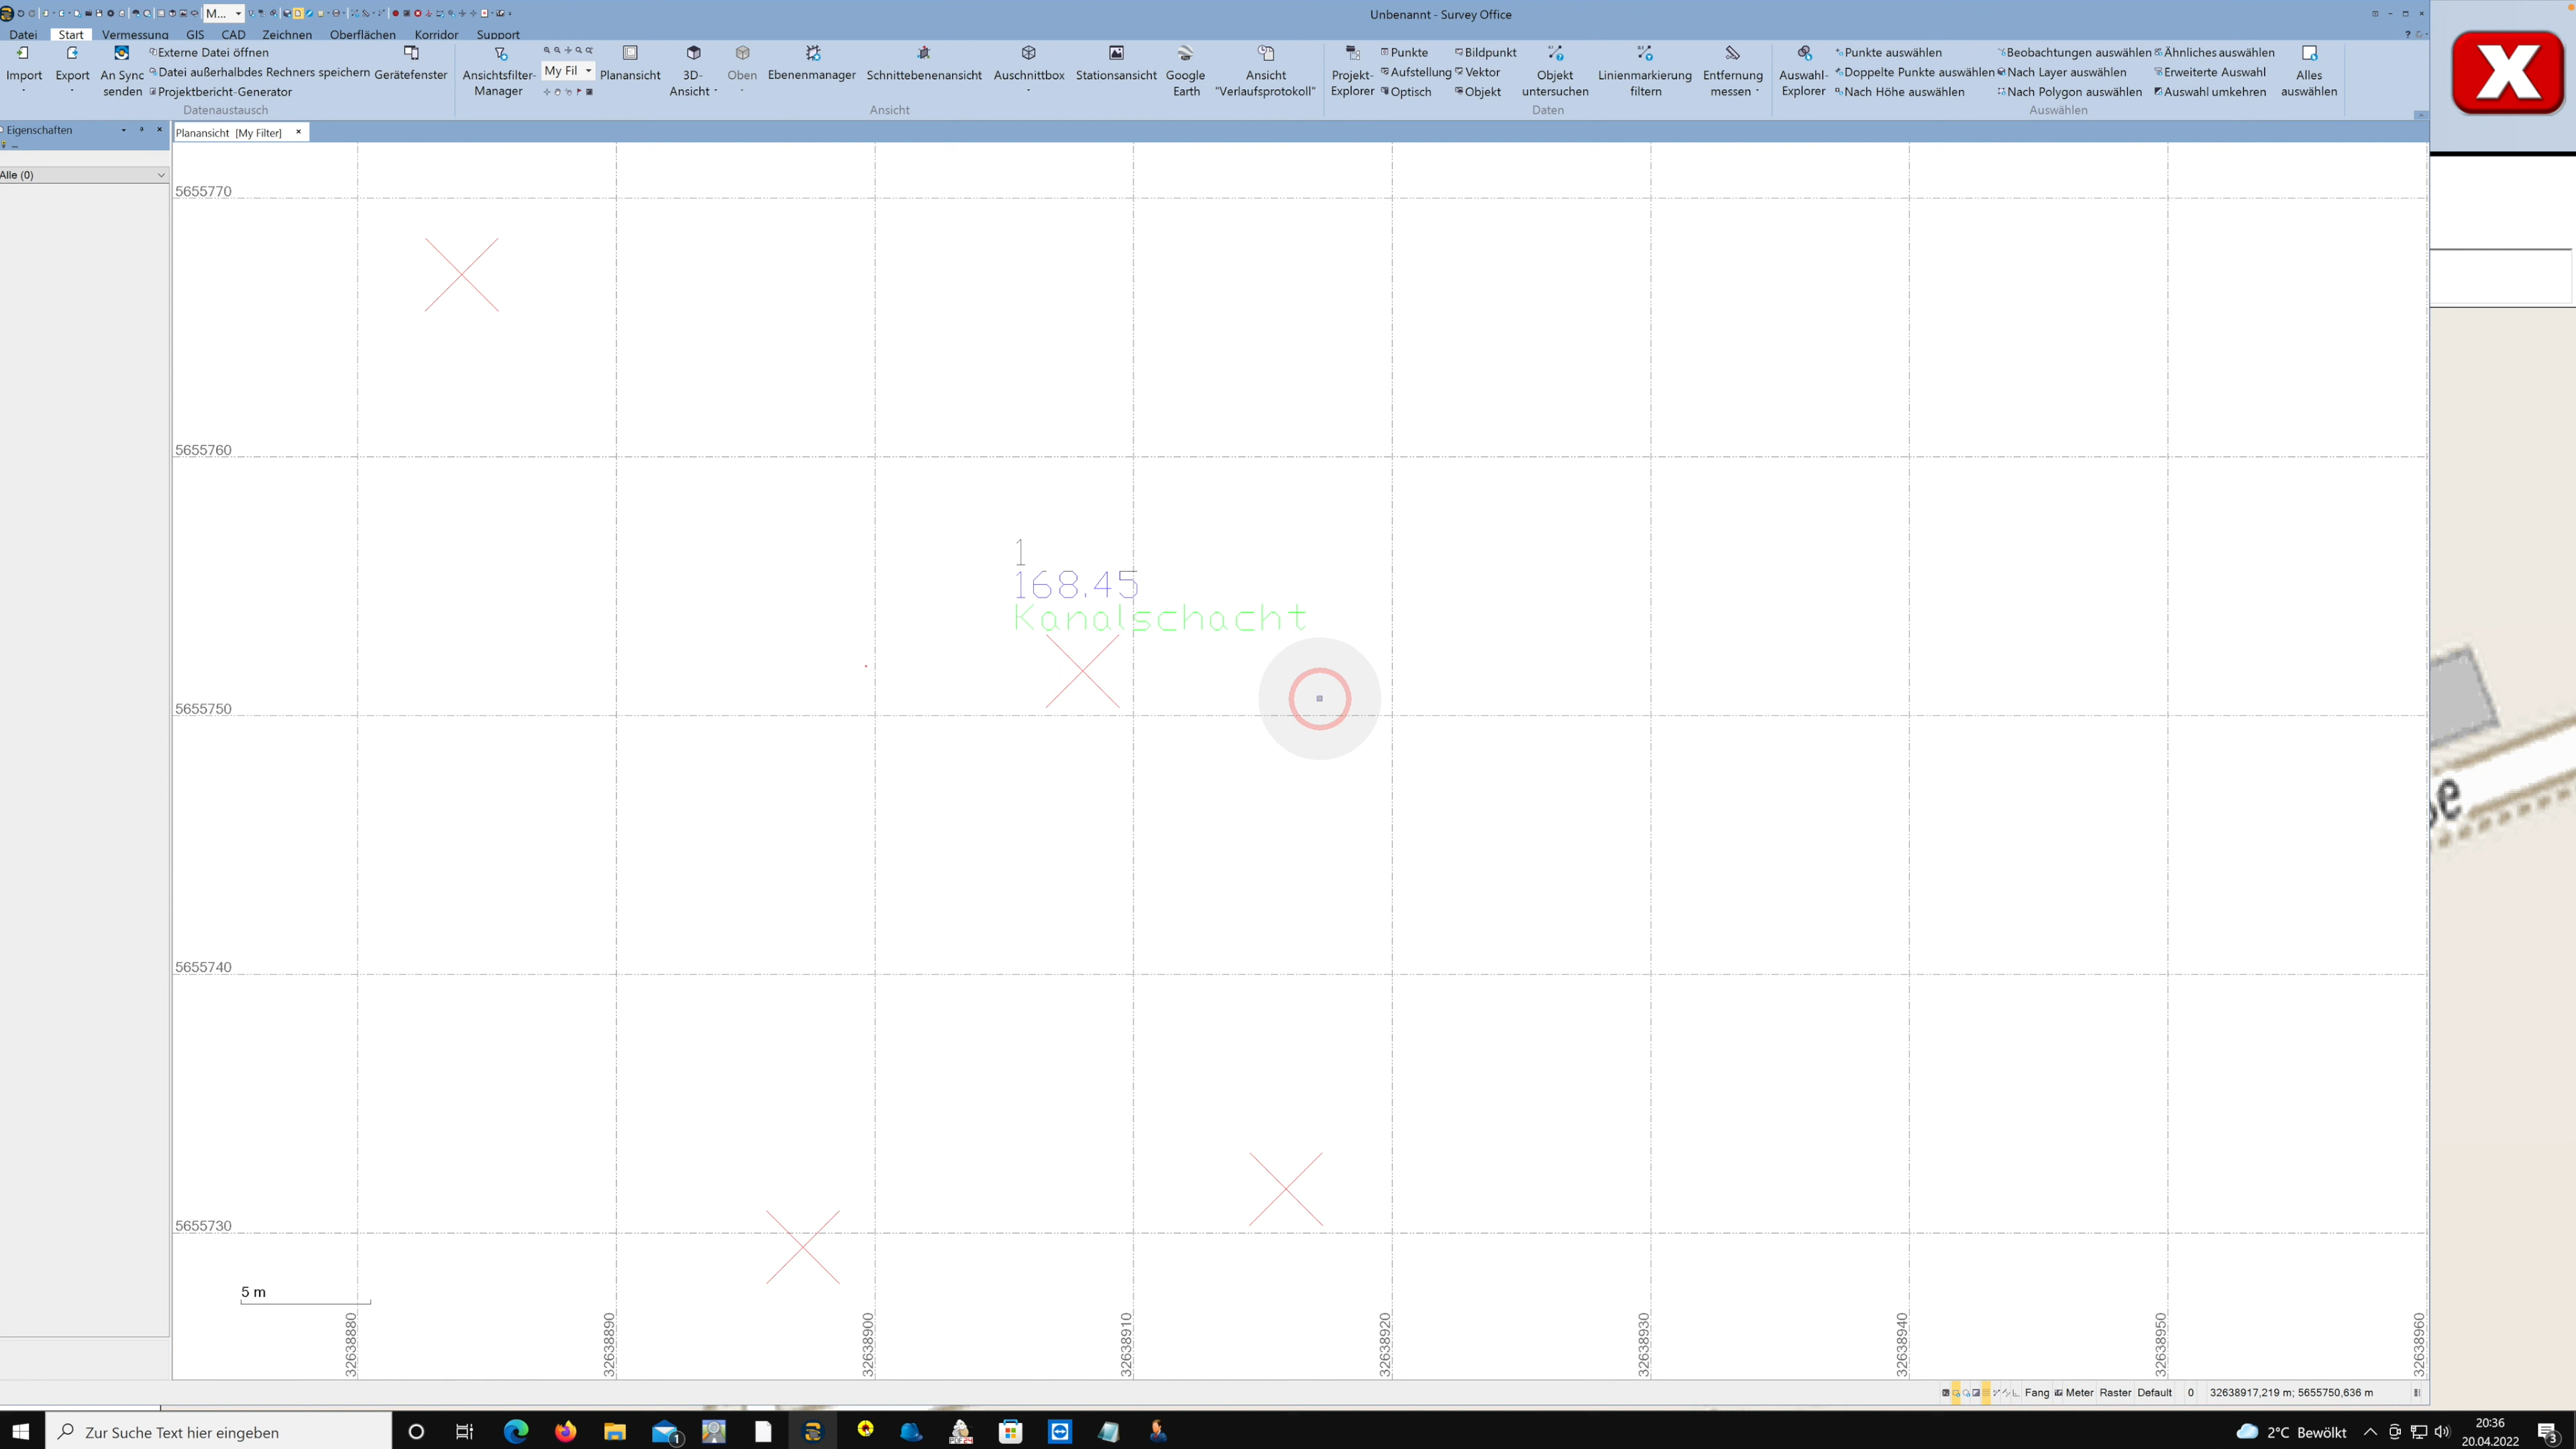 M...
Unbenannt - Survey Office
Datei Start Vermessung GIS CAD Zeichnen Oberflächen Korridor Support
Import
Export
An Sync senden
Externe Datei öffnen
Datei außerhalbdes Rechners speichern
Projektbericht-Generator
Gerätefenster
Datenaustausch
Ansichtsfilter-Manager
My Fil
Planansicht
3D-Ansicht
Oben
Ebenenmanager
Schnittebenenansicht
Auschnittbox
Stationsansicht
Google Earth
Ansicht "Verlaufsprotokoll"
Ansicht
Projekt-Explorer
Punkte
Aufstellung
Optisch
Bildpunkt
Vektor
Objekt
Objekt untersuchen
Linienmarkierung filtern
Entfernung messen
Daten
Auswahl-Explorer
Punkte auswählen
Doppelte Punkte auswählen
Nach Höhe auswählen
Beobachtungen auswählen
Nach Layer auswählen
Nach Polygon auswählen
Ähnliches auswählen
Erweiterte Auswahl
Auswahl umkehren
Alles auswählen
Auswählen
X
Eigenschaften
Planansicht [My Filter]
Alle (0)
5655770
5655760
1
168.45
Kanalschacht
5655750
5655740
5655730
5 m
32638880
32638890
32638900
32638910
32638920
32638930
32638940
32638950
32638960
Fang Meter Raster Default 0 32638917,219 m; 5655750,636 m
Zur Suche Text hier eingeben
1
PDF24
2°C Bewölkt
20:36
20.04.2022
3